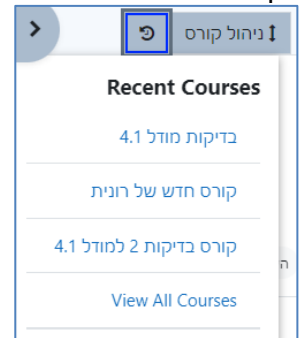 ניהול קורס
Recent Courses
בדיקות מודל 4.1
קורס חדש של רונית
קורס בדיקות 2 למודל 4.1
ה
View All Courses